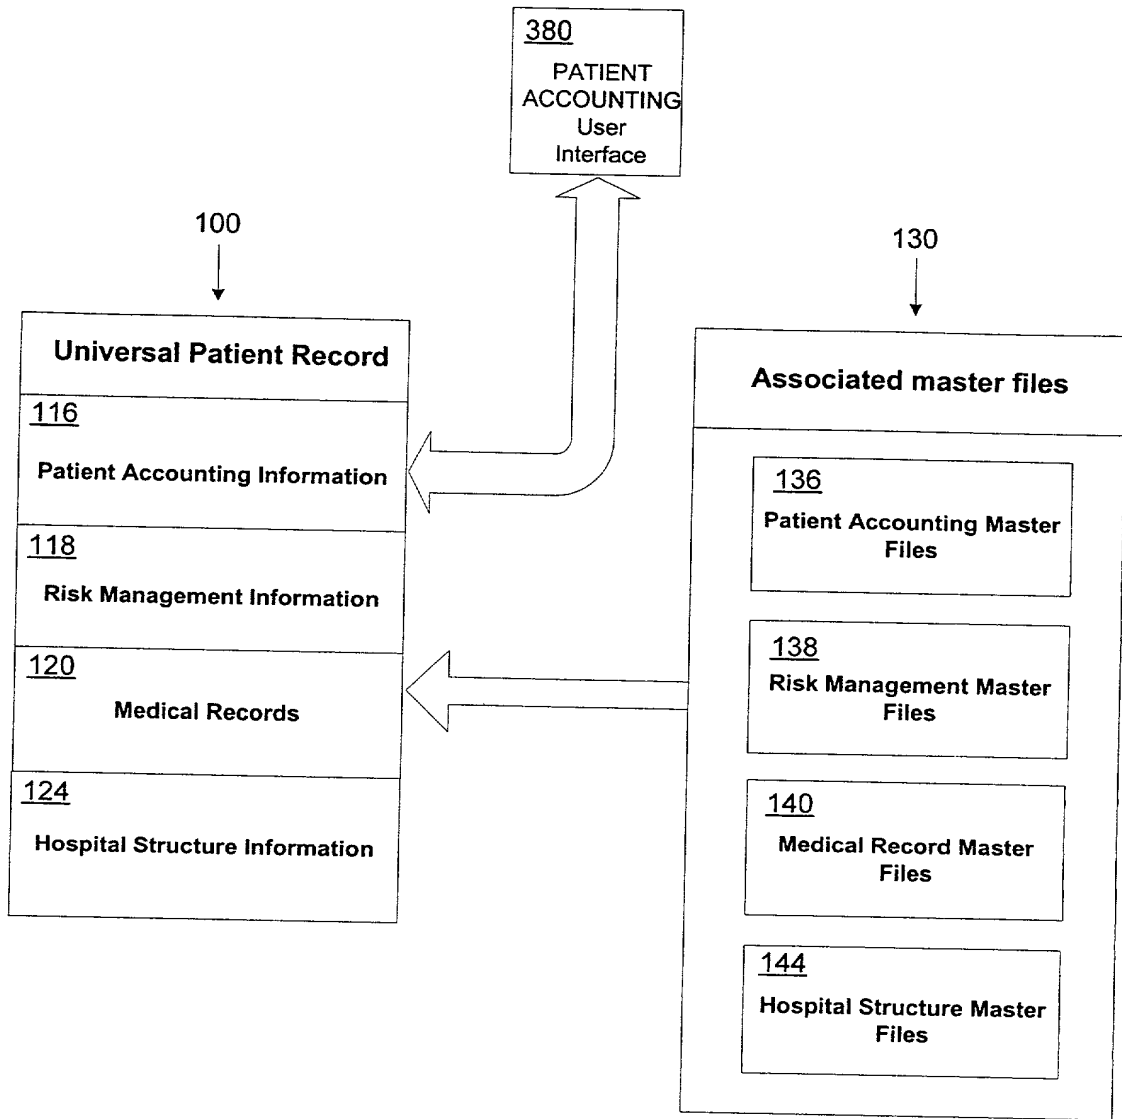 380
PATIENT
ACCOUNTING
User
Interface
100
130
Universal Patient Record
116
Patient Accounting Information
118
Risk Management Information
120
Medical Records
124
Hospital Structure Information
Associated master files
136
Patient Accounting Master
Files
138
Risk Management Master
Files
140
Medical Record Master
Files
144
Hospital Structure Master
Files